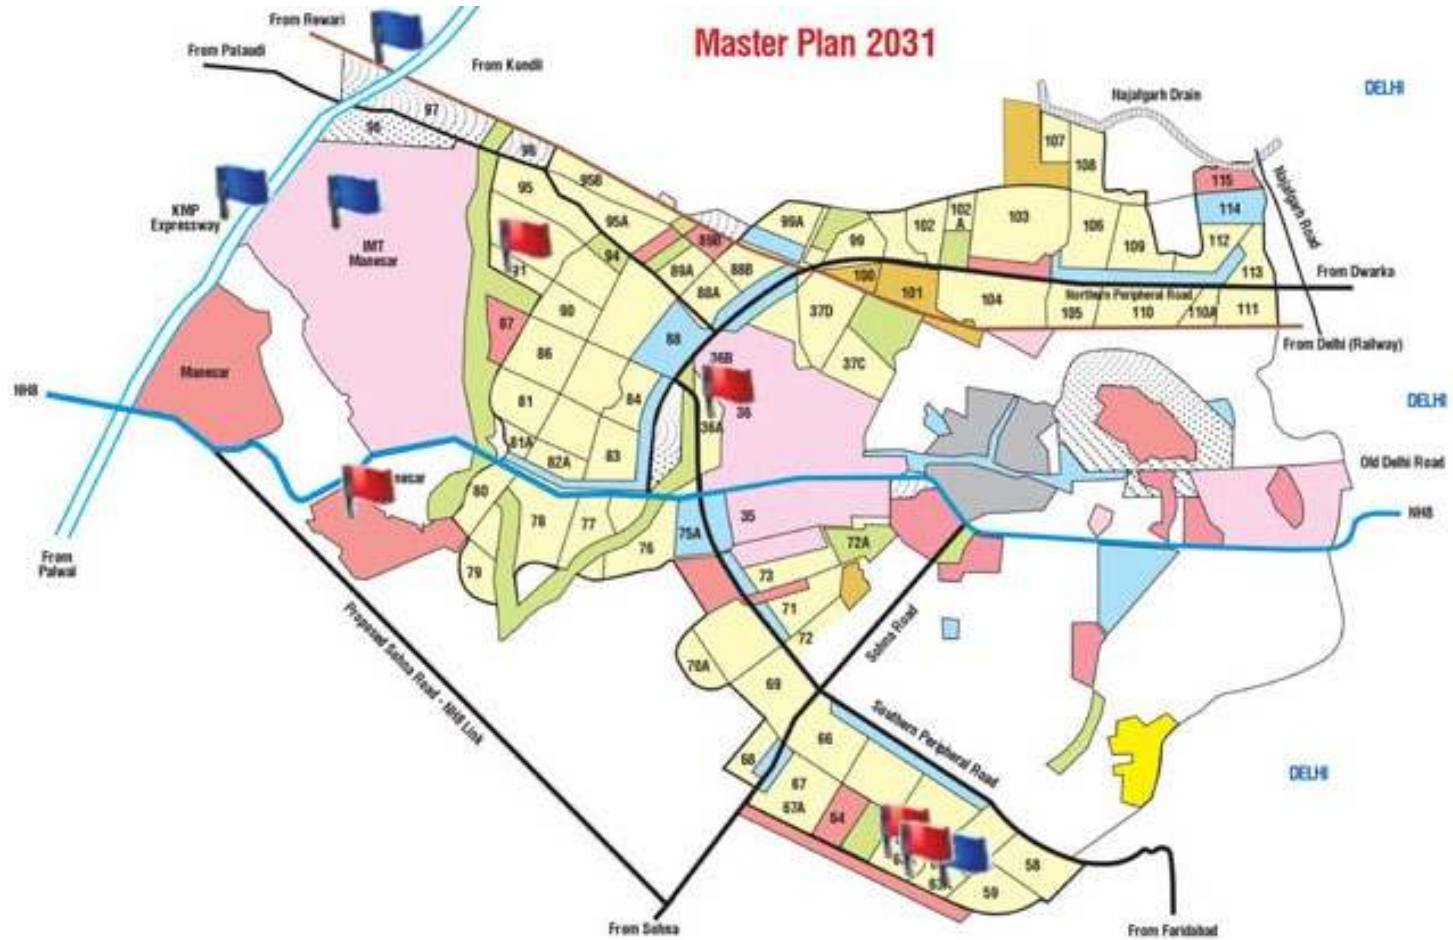 Master Plan 2031
From Rewari
From Pataudi
From Kundli
DELHI
Najafgarh Drain
97
96
98
107
108
95
95B
115
Najafgarh Road
114
KMP
Expressway
IMT
Manesar
95A
99A
102
102
A
103
106
109
112
99
89B
94
113
89A
88B
From Dwarka
88A
100
101
104
Northern Peripheral Road
90
37D
105
110
110A
111
87
88
86
36B
37C
From Delhi (Railway)
Manesar
NH8
81
84
36
DELHI
36A
81A
82A
83
Old Delhi Road
nesar
80
78
77
76
75A
35
72A
NH8
From
Palwal
79
73
71
72
Proposed Sohna Road - NH8 Link
Sohna Road
70A
69
Southern Peripheral Road
66
68
67
67A
64
DELHI
58
59
63A
From Sohna
From Faridabad